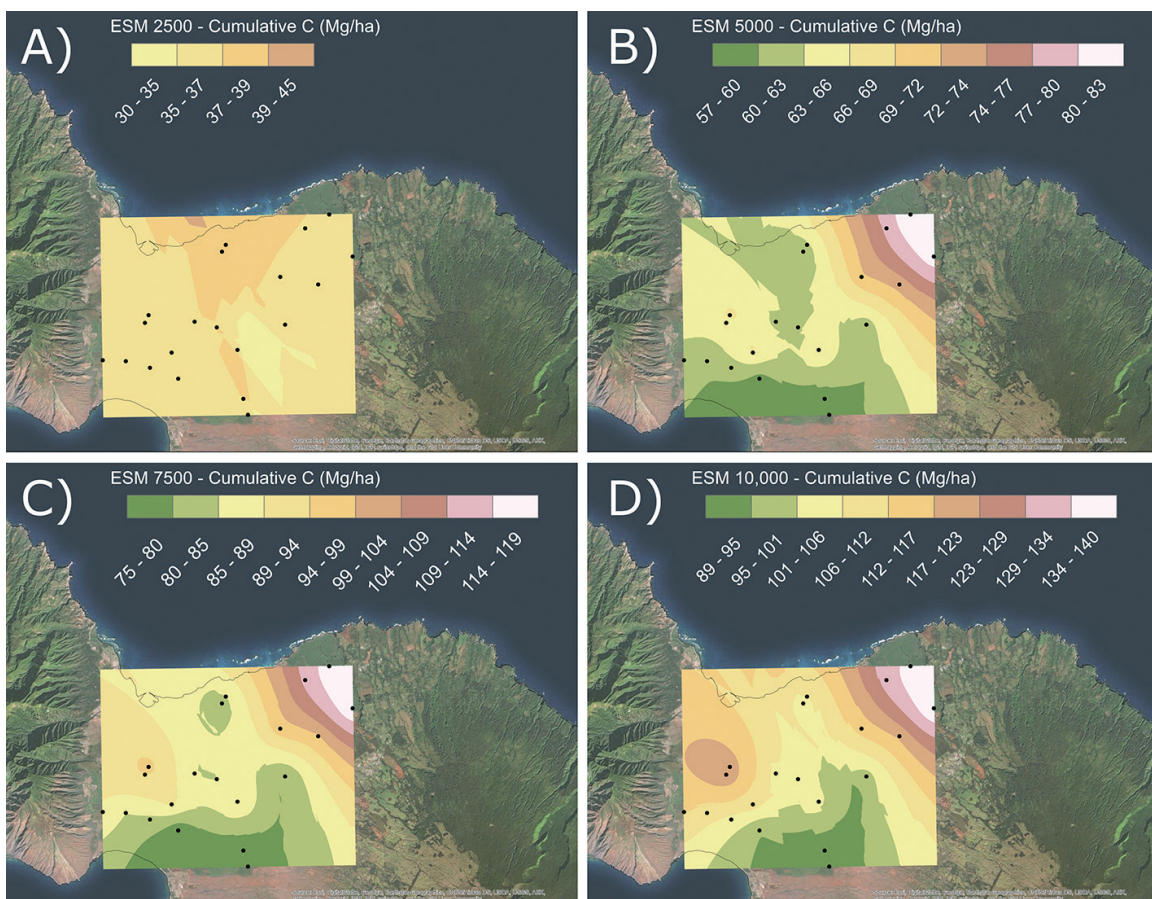 A)
ESM 2500 - Cumulative C (Mg/ha)
30 - 35
35 - 37
37 - 39
39 - 45
B)
ESM 5000 - Cumulative C (Mg/ha)
57 - 60
60 - 63
63 - 66
66 - 69
69 - 72
72 - 74
74 - 77
77 - 80
80 - 83
C)
ESM 7500 - Cumulative C (Mg/ha)
75 - 80
80 - 85
85 - 89
89 - 94
94 - 99
99 - 104
104 - 109
109 - 114
114 - 119
D)
ESM 10,000 - Cumulative C (Mg/ha)
89 - 95
95 - 101
101 - 106
106 - 112
112 - 117
117 - 123
123 - 129
129 - 134
134 - 140